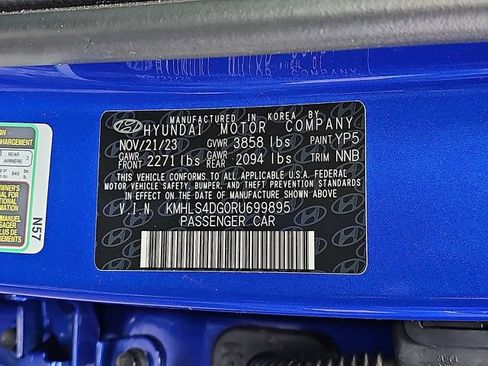 MANUFACTURED IN KOREA BY
HYUNDAI MOTOR COMPANY
NOV/21/23 GVWR 3858 lbs PAINT YP5
GAWR FRONT 2271 lbs GAWR REAR 2094 lbs TRIM NNB
THIS VEHICLE CONFORMS TO ALL APPLICABLE U.S.A. FEDERAL
MOTOR VEHICLE SAFETY, BUMPER, AND THEFT PREVENTION
STANDARDS IN EFFECT ON THE DATE OF MANUFACTURE SHOWN ABOVE.
V.I.N KMHLS4DG0RU699895
PASSENGER CAR
REAR
ARRIERE
N57